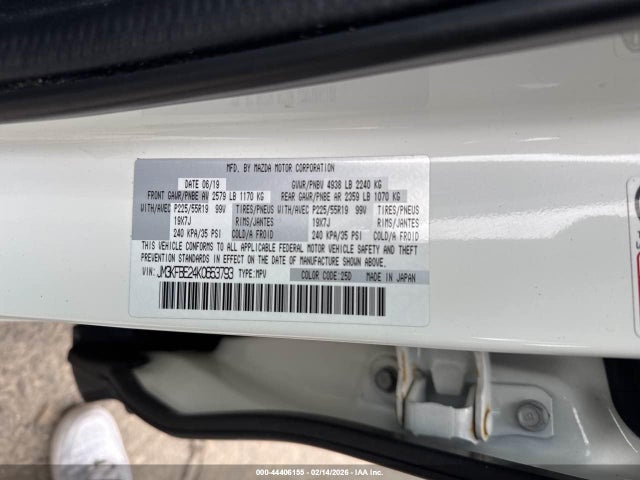 MFD. BY MAZDA MOTOR CORPORATION
DATE 06/19 GVWR/PNBV 4938 LB 2240 KG
FRONT GAWR/PNBE AV 2579 LB 1170 KG REAR GAWR/PNBE AR 2359 LB 1070 KG
WITH/AVEC P225/55R19 99V TIRES/PNEUS WITH/AVEC P225/55R19 99V TIRES/PNEUS
19X7J RIMS/JANTES 19X7J RIMS/JANTES
240 KPA/35 PSI COLD/A FROID 240 KPA/35 PSI COLD/A FROID
THIS VEHICLE CONFORMS TO ALL APPLICABLE FEDERAL MOTOR VEHICLE SAFETY AND THEFT
PREVENTION STANDARDS IN EFFECT ON THE DATE OF MANUFACTURE SHOWN ABOVE.
VIN: JM3KFBE24K0653793 TYPE:MPV COLOR CODE:25D MADE IN JAPAN
000-44406155 - 02/14/2026 - IAA Inc.